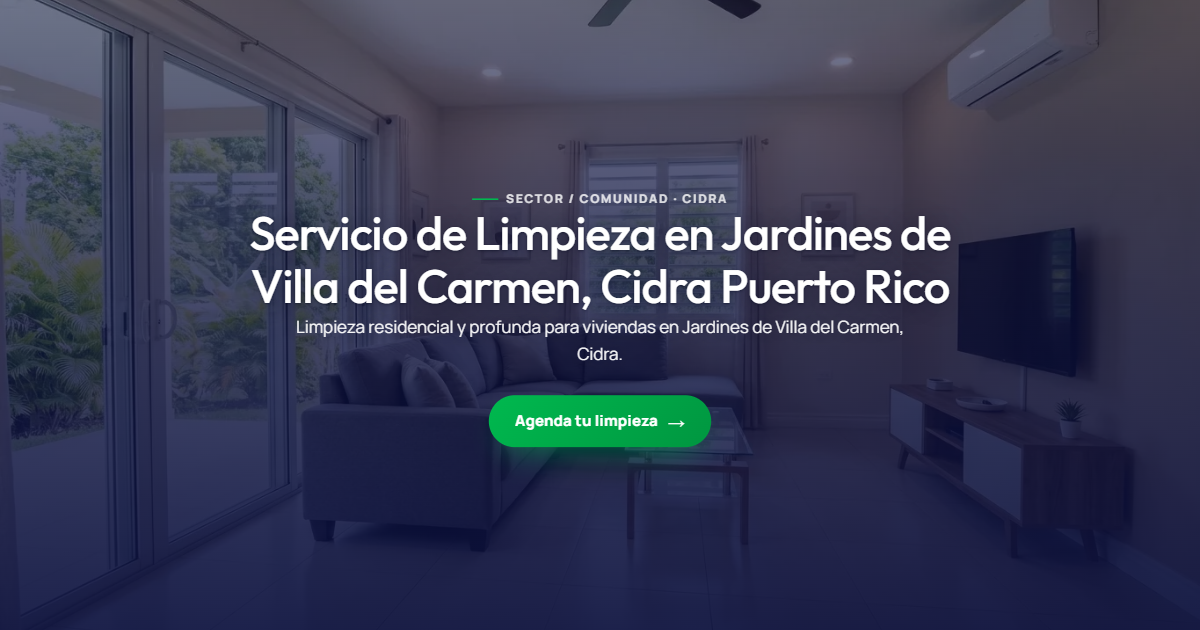 SECTOR / COMUNIDAD · CIDRA
Servicio de Limpieza en Jardines de
Villa del Carmen, Cidra Puerto Rico
Limpieza residencial y profunda para viviendas en Jardines de Villa del Carmen,
Cidra.
Agenda tu limpieza →